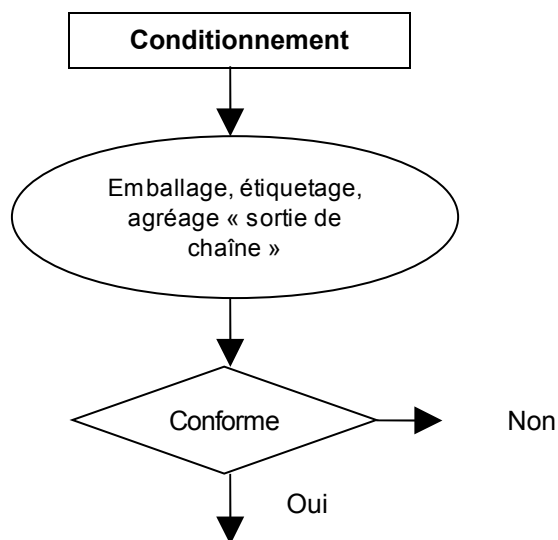 Conditionnement
Emballage, étiquetage,
agréage « sortie de
chaîne »
Conforme
Non
Oui